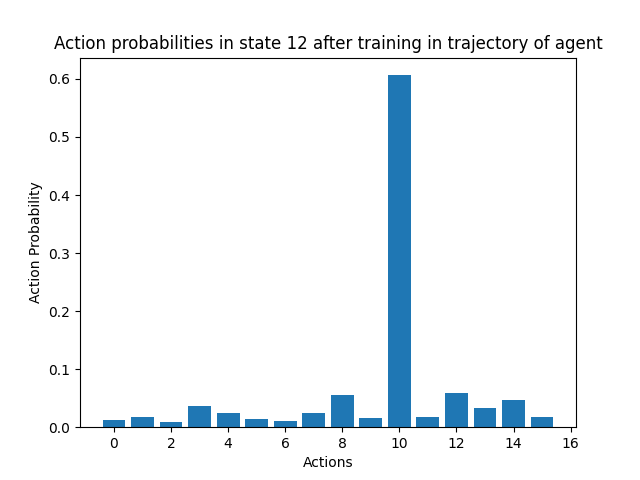 Action probabilities in state 12 after training in trajectory of agent
0.6
0.5
0.4
0.3
0.2
0.1
0.0
Action Probability
0 2 4 6 8 10 12 14 16
Actions